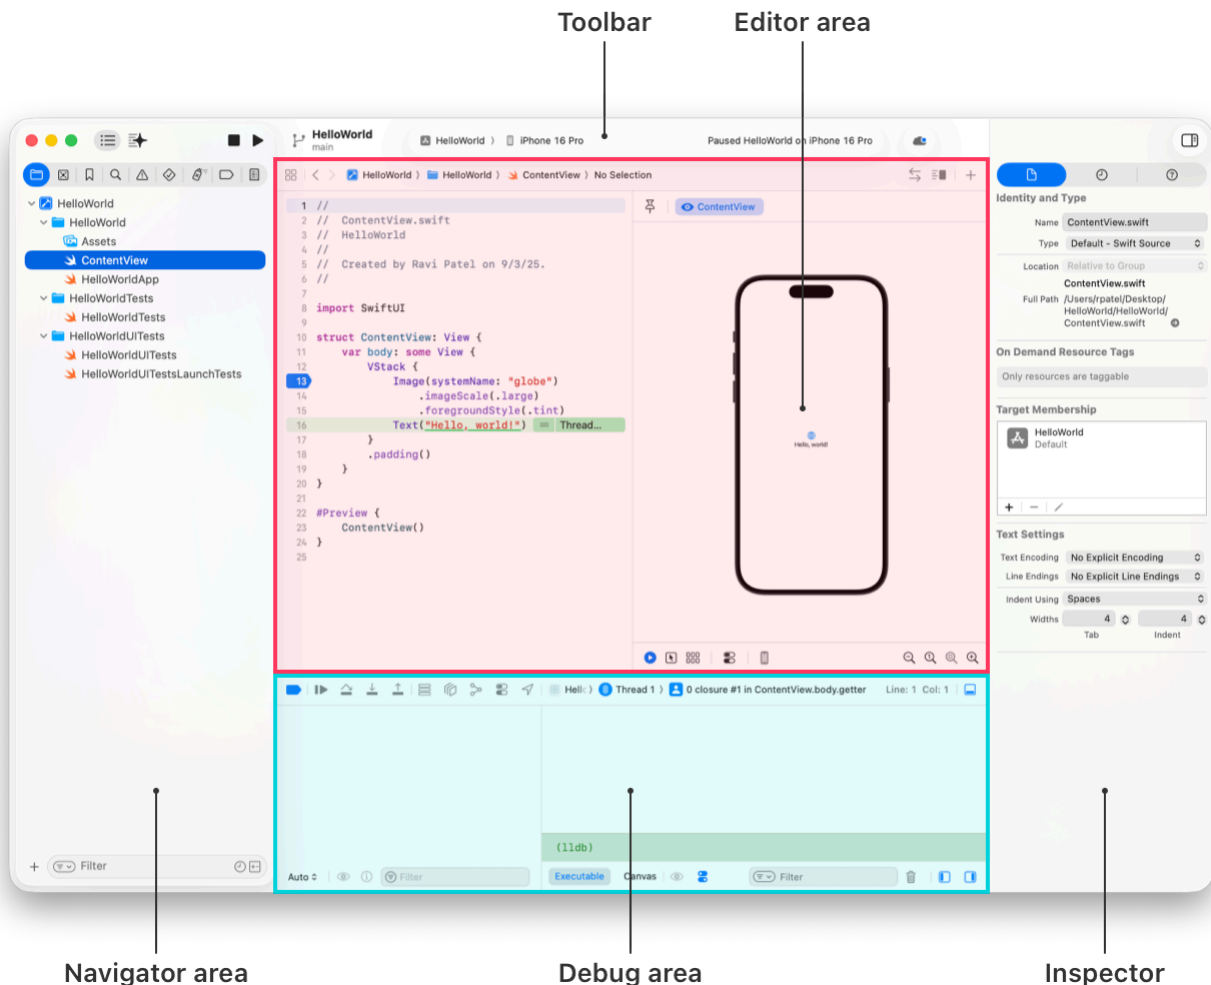 Toolbar
Editor area
HelloWorld
main
HelloWorld
iPhone 16 Pro
Paused HelloWorld on iPhone 16 Pro
HelloWorld
HelloWorld
Assets
ContentView
HelloWorldApp
HelloWorldTests
HelloWorldTests
HelloWorldUITests
HelloWorldUITests
HelloWorldUITestsLaunchTests
Filter
HelloWorld 〉 HelloWorld 〉 ContentView 〉 No Selection
1 //
2 //  ContentView.swift
3 //  HelloWorld
4 //
5 //  Created by Ravi Patel on 9/3/25.
6 //
7
8 import SwiftUI
9
10 struct ContentView: View {
11     var body: some View {
12         VStack {
13             Image(systemName: "globe")
14                 .imageScale(.large)
15                 .foregroundStyle(.tint)
16             Text("Hello, world!") = Thread...
17         }
18         .padding()
19     }
20 }
21
22 #Preview {
23     ContentView()
24 }
25
ContentView
Hello, world!
Thread 1 〉 0 closure #1 in ContentView.body.getter
Line: 1 Col: 1
(lldb)
Auto
Filter
Executable
Canvas
Filter
Identity and Type
Name ContentView.swift
Type Default - Swift Source
Location Relative to Group
ContentView.swift
Full Path /Users/rpatel/Desktop/
HelloWorld/HelloWorld/
ContentView.swift
On Demand Resource Tags
Only resources are taggable
Target Membership
HelloWorld
Default
Text Settings
Text Encoding No Explicit Encoding
Line Endings No Explicit Line Endings
Indent Using Spaces
Widths 4 4
Tab Indent
Navigator area
Debug area
Inspector